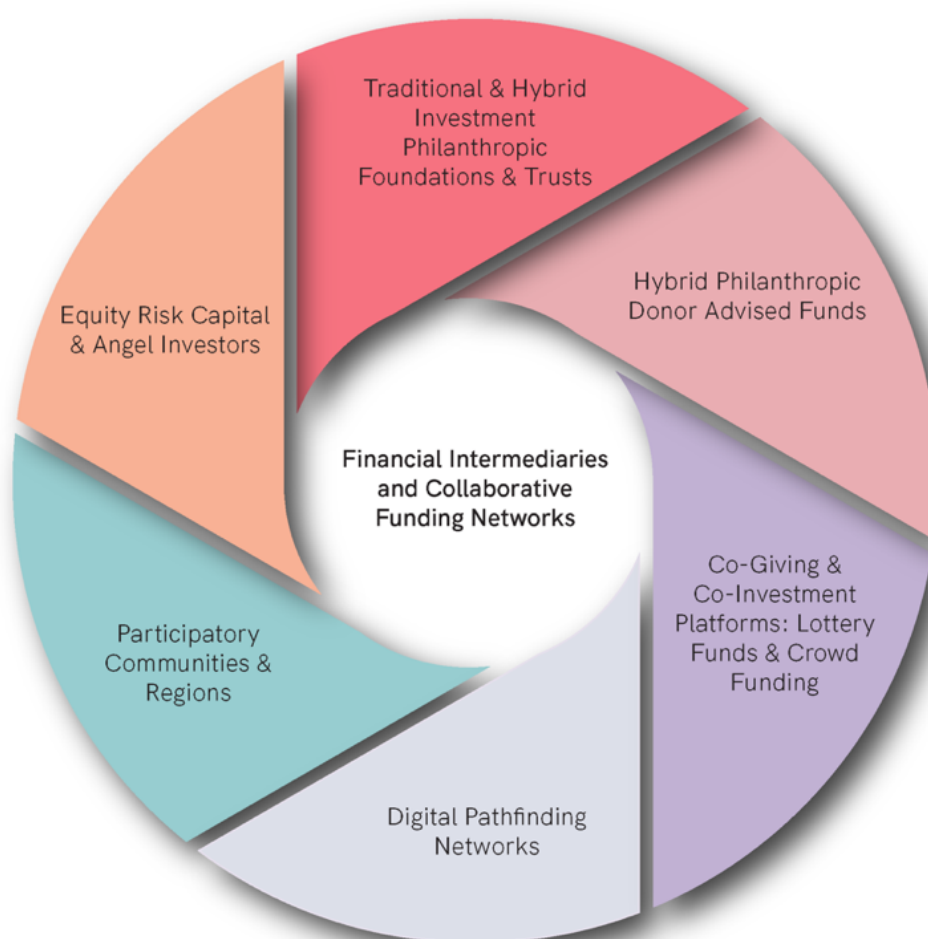 Traditional & Hybrid
Investment
Philanthropic
Foundations & Trusts
Hybrid Philanthropic
Donor Advised Funds
Equity Risk Capital
& Angel Investors
Financial Intermediaries
and Collaborative
Funding Networks
Co-Giving &
Co-Investment
Platforms: Lottery
Funds & Crowd
Funding
Participatory
Communities &
Regions
Digital Pathfinding
Networks